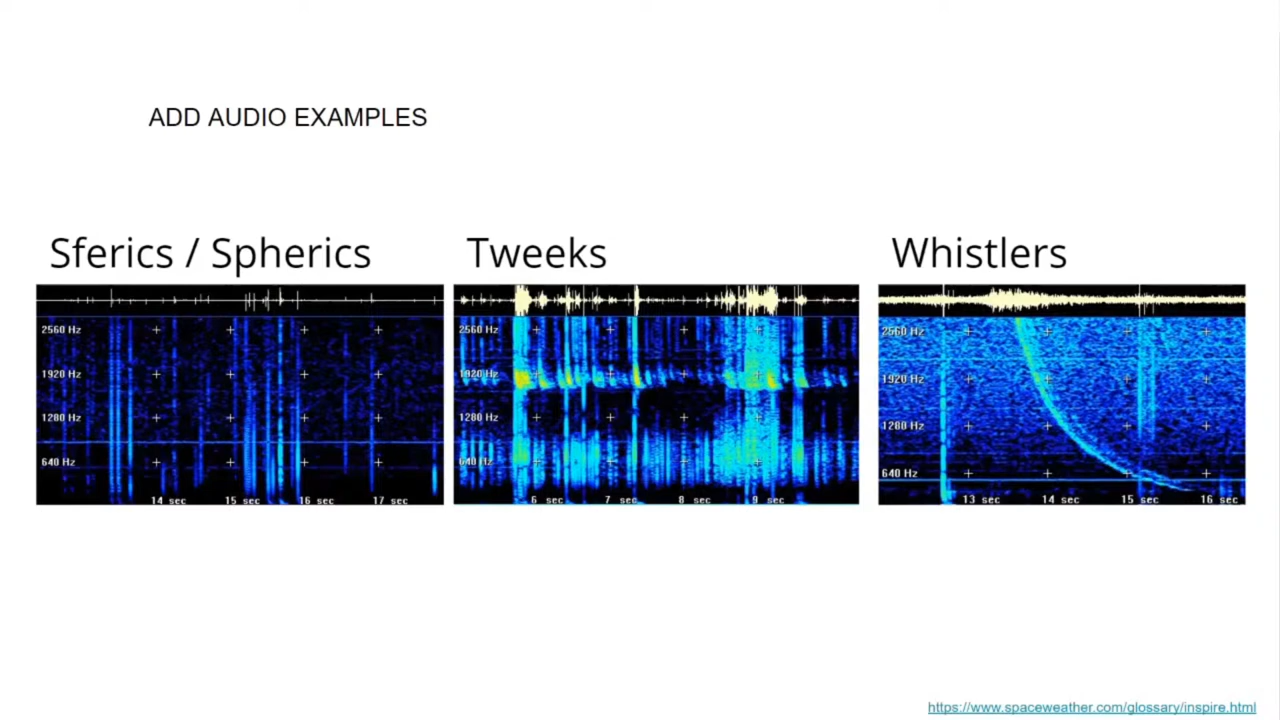 ADD AUDIO EXAMPLES
Sferics / Spherics
2560 Hz
1920 Hz
1280 Hz
640 Hz
14 sec 15 sec 16 sec 17 sec
Tweeks
2560 Hz
1920 Hz
1280 Hz
640 Hz
6 sec 7 sec 8 sec 9 sec
Whistlers
2560 Hz
1920 Hz
1280 Hz
640 Hz
13 sec 14 sec 15 sec 16 sec
https://www.spaceweather.com/glossary/inspire.html